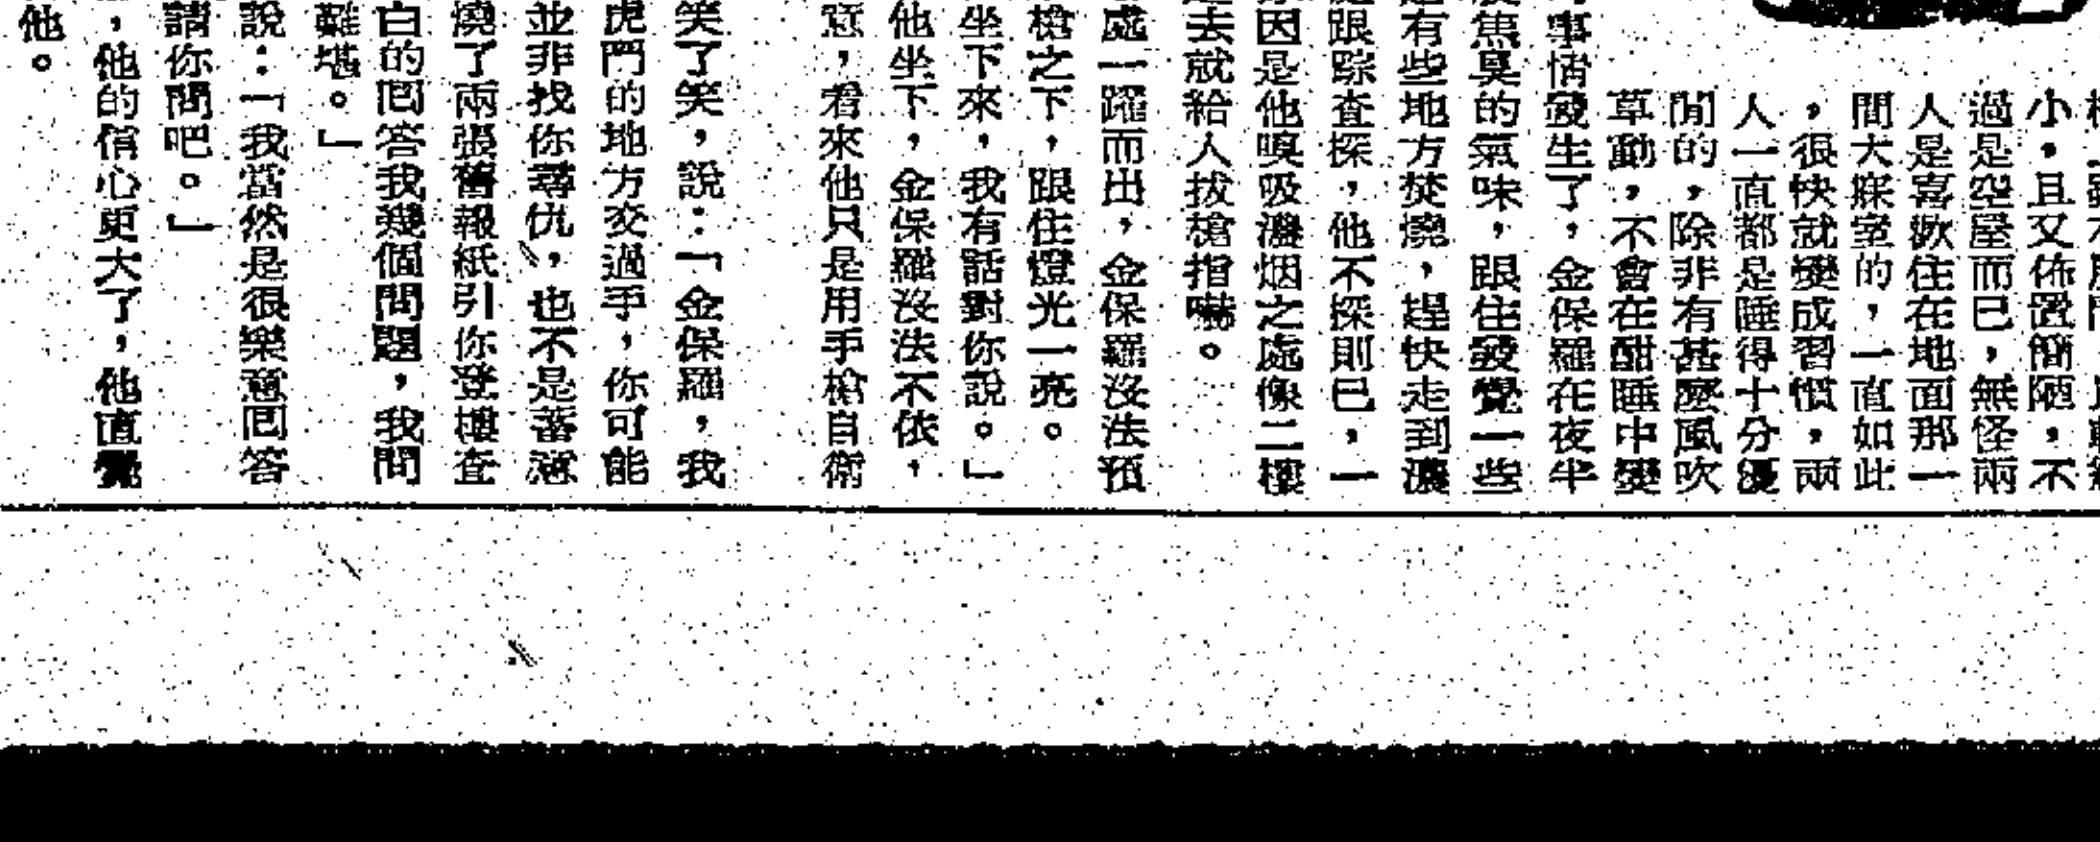 小，且又佈置簡陋，不
過是空屋而已，無怪兩
人是喜歡住在地面那一
間大寐室的，一直如此
，很快就變成習慣，兩
人一直都是睡得十分
閒的，除非有甚麼風吹
草動，不會在酣睡中變
事情發生了，金保羅在夜半
焦臭的氣味，跟住發覺一些
有些地方焚燒，趕快走到濃
跟踪查探，他不探則已，一
因是他嗅吸濃烟之處像二樓
去就給人拔槍指嚇。
處一躍而出，金保羅沒法預
槍之下，跟住燈光一亮。
坐下來，我有話對你說。」
他坐下，金保羅沒法不依，
意，看來他只是用手槍自衛
笑了笑，說：「金保羅，我
虎門的地方交過手，你可能
並非找你尋仇，也不是蓄意
燒了兩張舊報紙引你登樓查
白的回答我幾個問題，我問
難堪。」
說：「我當然是很樂意回答
請你問吧。」
，他的信心更大了，他直覺
他。